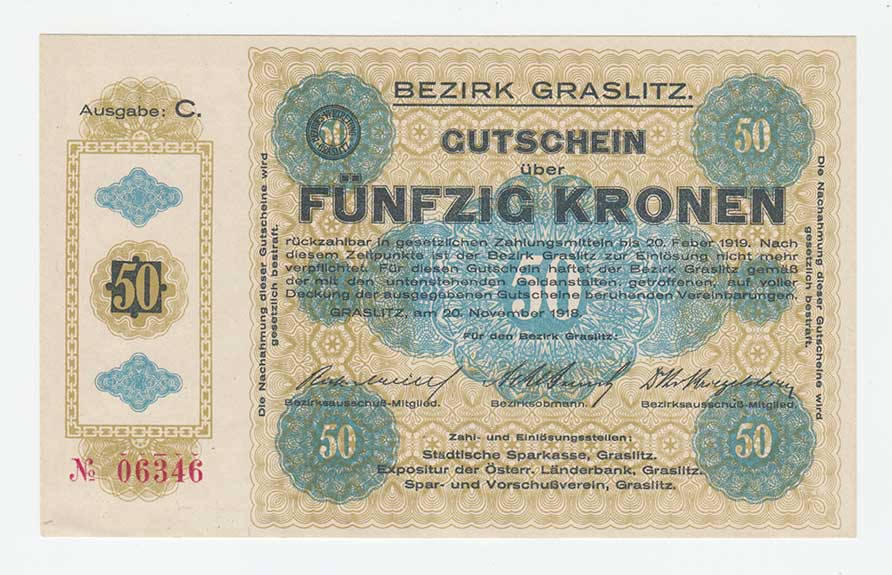 Ausgabe: C.
50
№ 06346
Die Nachahmung dieser Gutscheine wird
gesetzlich bestraft.
BEZIRK GRASLITZ.
50
50
GUTSCHEIN
über
FÜNFZIG KRONEN
rückzahlbar in gesetzlichen Zahlungsmitteln bis 20. Feber 1919. Nach
diesem Zeitpunkte ist der Bezirk Graslitz zur Einlösung nicht mehr
verpflichtet. Für diesen Gutschein haftet der Bezirk Graslitz gemäß
der mit den untenstehenden Geldanstalten, getroffenen, auf voller
Deckung der ausgegebenen Gutscheine beruhenden Vereinbarungen.
50
GRASLITZ, am 20. November 1918.
Für den Bezirk Graslitz:
Bezirksausschuß-Mitglied.
Bezirksobmann.
Bezirksausschuß-Mitglied.
50
50
Zahl- und Einlösungsstellen:
Städtische Sparkasse, Graslitz.
Expositur der Österr. Länderbank, Graslitz.
Spar- und Vorschußverein, Graslitz.
Die Nachahmung dieser Gutscheine wird
gesetzlich bestraft.